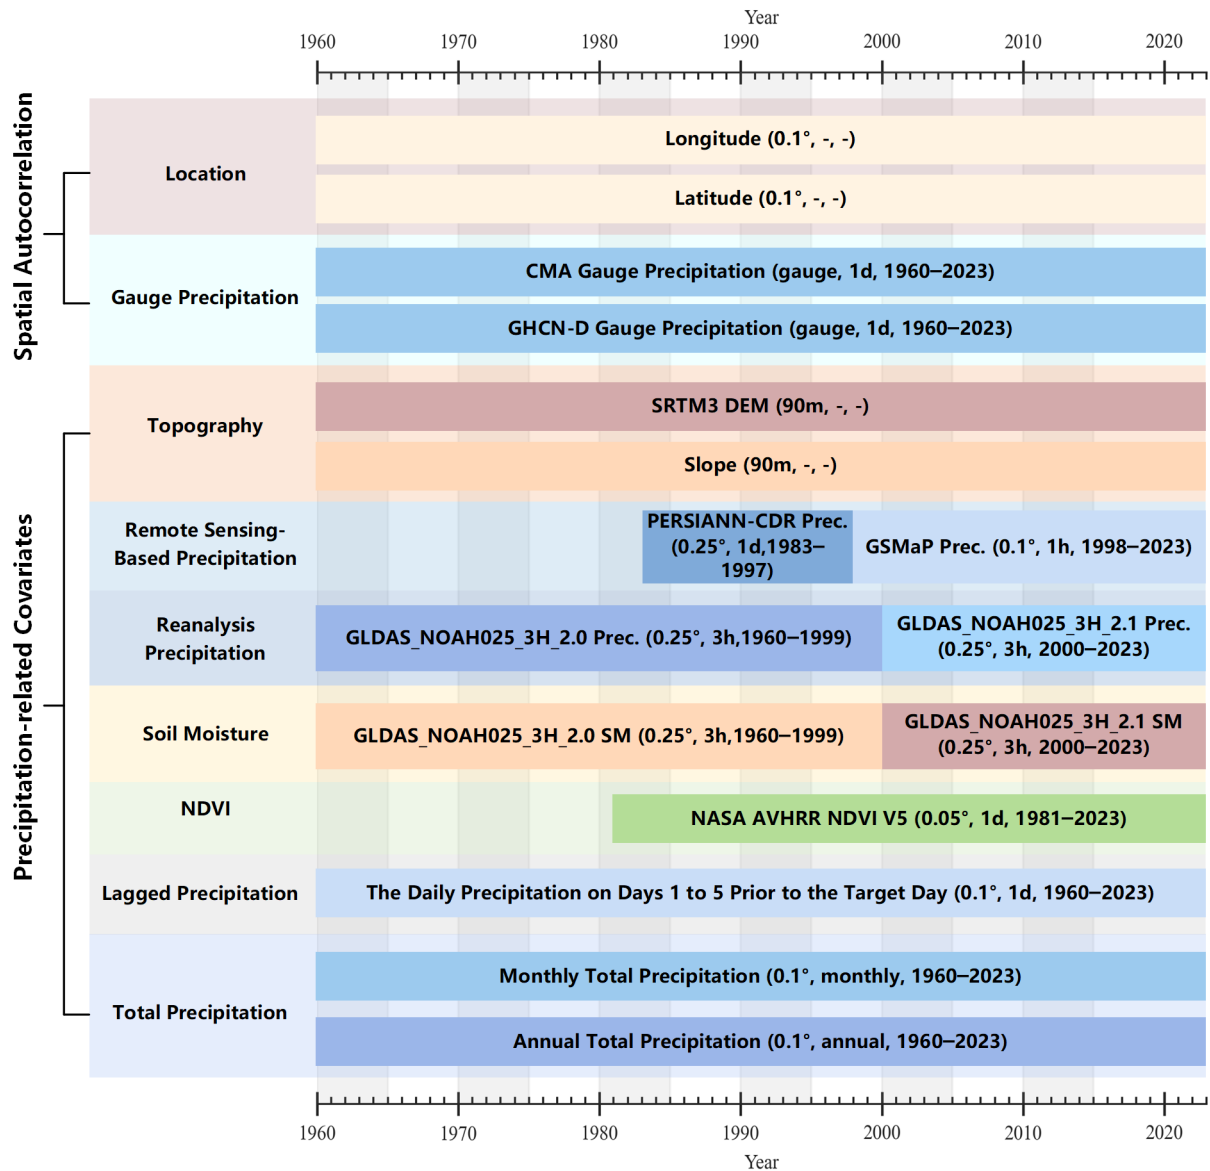 Year
1960 1970 1980 1990 2000 2010 2020
Spatial Autocorrelation
Location
Longitude (0.1°, -, -)
Latitude (0.1°, -, -)
Gauge Precipitation
CMA Gauge Precipitation (gauge, 1d, 1960–2023)
GHCN-D Gauge Precipitation (gauge, 1d, 1960–2023)
Precipitation-related Covariates
Topography
SRTM3 DEM (90m, -, -)
Slope (90m, -, -)
Remote Sensing-
Based Precipitation
PERSIANN-CDR Prec.
(0.25°, 1d,1983–
1997)
GSMaP Prec. (0.1°, 1h, 1998–2023)
Reanalysis
Precipitation
GLDAS_NOAH025_3H_2.0 Prec. (0.25°, 3h,1960–1999)
GLDAS_NOAH025_3H_2.1 Prec.
(0.25°, 3h, 2000–2023)
Soil Moisture
GLDAS_NOAH025_3H_2.0 SM (0.25°, 3h,1960–1999)
GLDAS_NOAH025_3H_2.1 SM
(0.25°, 3h, 2000–2023)
NDVI
NASA AVHRR NDVI V5 (0.05°, 1d, 1981–2023)
Lagged Precipitation
The Daily Precipitation on Days 1 to 5 Prior to the Target Day (0.1°, 1d, 1960–2023)
Total Precipitation
Monthly Total Precipitation (0.1°, monthly, 1960–2023)
Annual Total Precipitation (0.1°, annual, 1960–2023)
1960 1970 1980 1990 2000 2010 2020
Year